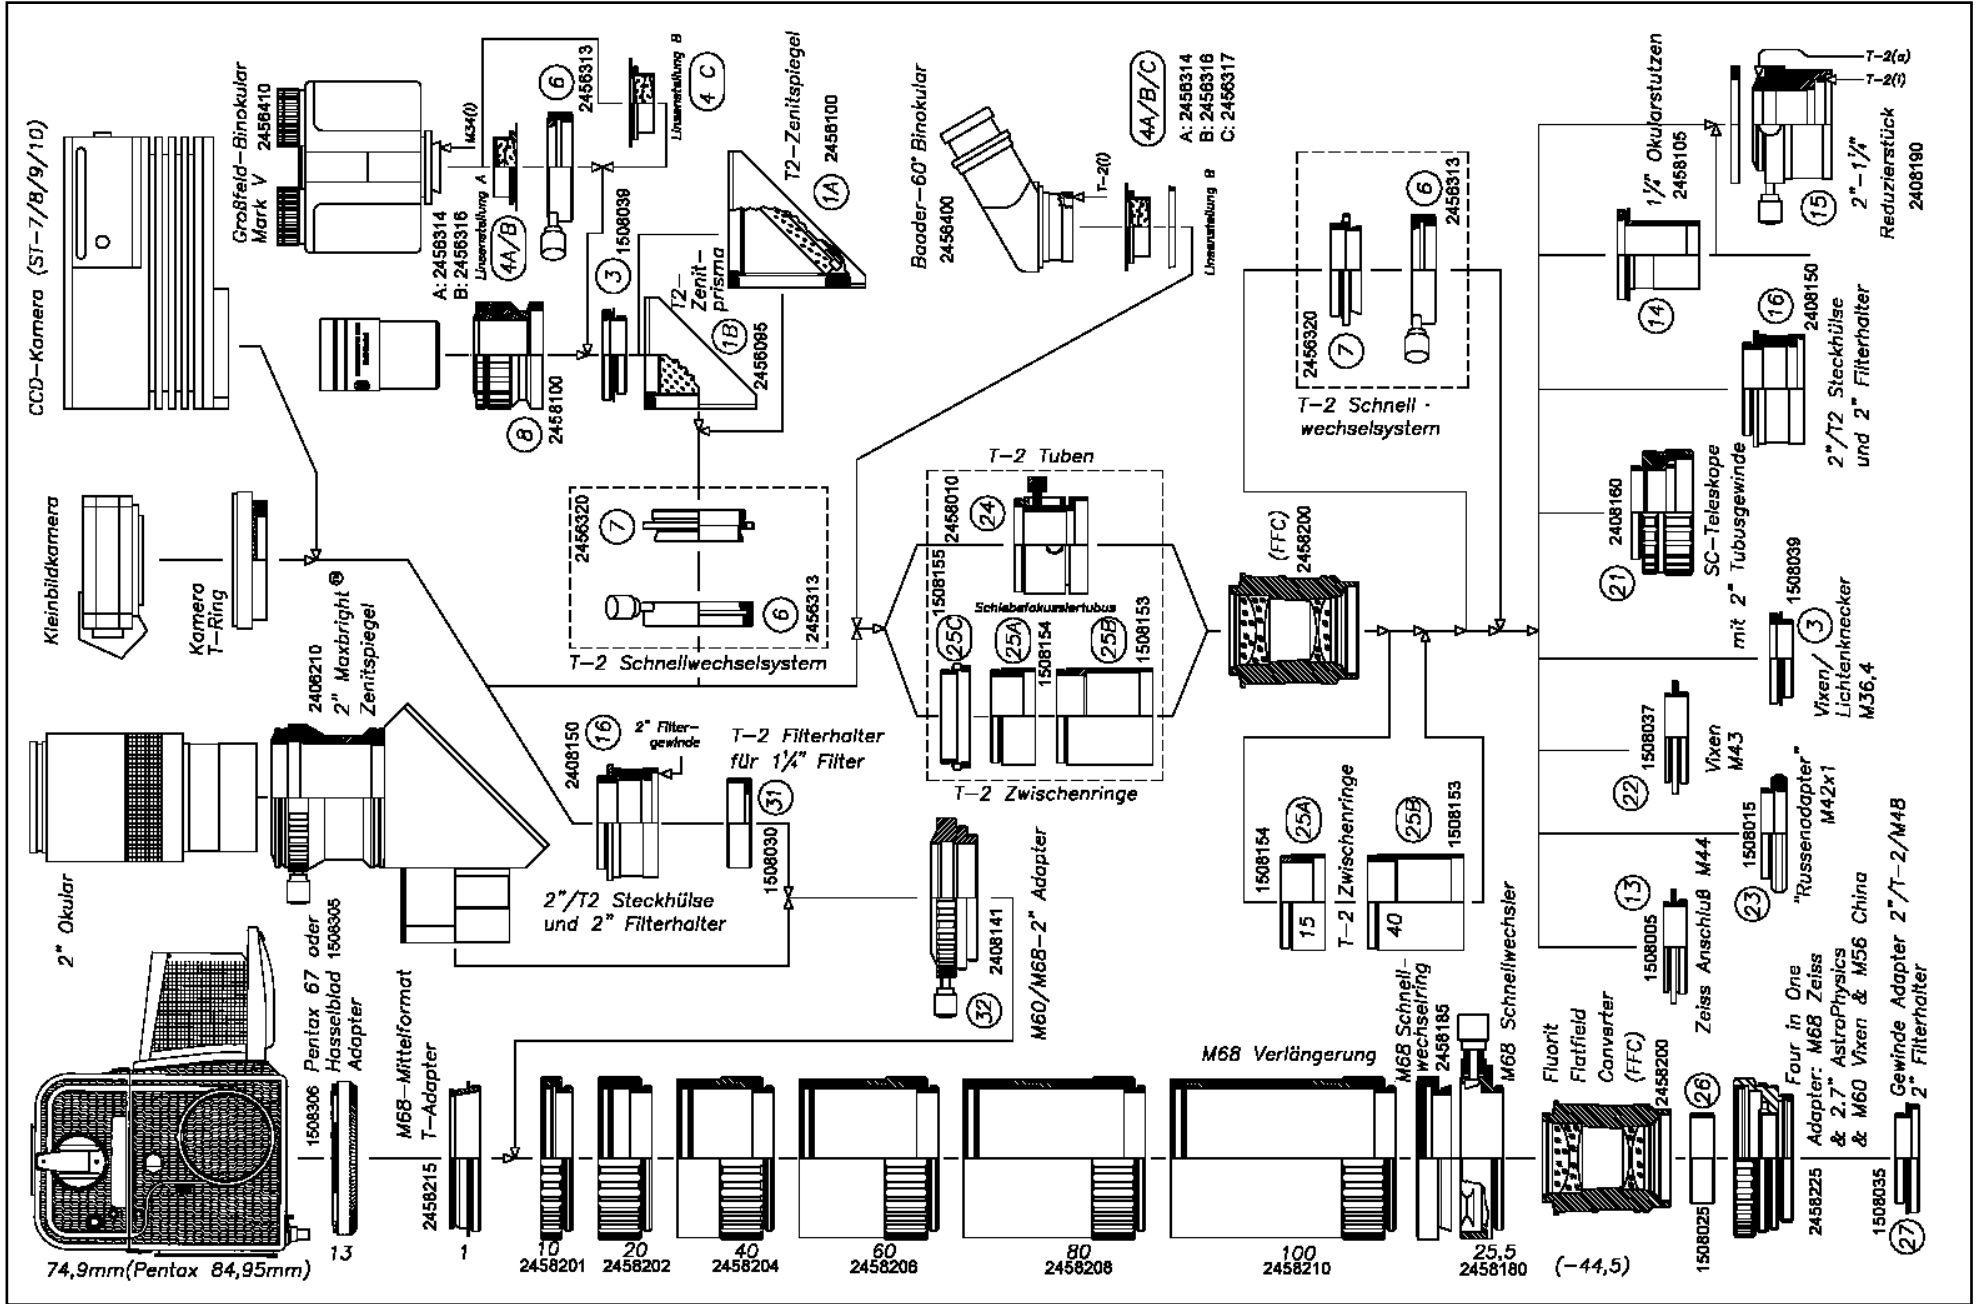 CCD-Kamera (ST-7/8/9/10)
Großfeld-Binokular
Mark V 2456410
M34(i)
A: 2456314
B: 2456316
Linsenstellung A
4A/B
6
2456313
Linsenstellung B
4 C
T2-Zenitspiegel
1A
2458100
3
1508039
T2-
Zenit-
prisma
1B
2456095
8
2458100
Kleinbildkamera
Kamera
T-Ring
2456320
7
6
2456313
T-2 Schnellwechselsystem
Baader-60° Binokular
2456400
T-2(i)
4A/B/C
A: 2456314
B: 2456316
C: 2456317
Linsenstellung B
T-2 Tuben
2458010
24
Schiebefokussiertubus
1508155
25C
25A
1508154
25B
1508153
T-2 Zwischenringe
(FFC)
2458200
2456320
7
6
2456313
T-2 Schnell-
wechselsystem
1¼" Okularstutzen
2458105
14
T-2(a)
T-2(i)
15
2"-1¼"
Reduzierstück
2408190
16
2408150
2"/T2 Steckhülse
und 2" Filterhalter
2408160
21
SC-Teleskope
mit 2" Tubusgewinde
1508039
3
Vixen/
Lichtenknecker
M36,4
1508037
22
Vixen
M43
1508015
23
"Russenadapter"
M42x1
13
1508005
Zeiss Anschluß M44
2" Okular
2406210
2" Maxbright®
Zenitspiegel
2408150
16
2" Filter-
gewinde
2"/T2 Steckhülse
und 2" Filterhalter
T-2 Filterhalter
für 1¼" Filter
31
1508030
32
2408141
M60/M68-2" Adapter
1508154
25A
15
T-2 Zwischenringe
25B
40
1508153
74,9mm(Pentax 84,95mm)
1508306 Pentax 67 oder
Hasselblad 1508305
Adapter
13
M68-Mittelformat
T-Adapter
2458215
1
10
2458201
20
2458202
40
2458204
60
2458206
80
2458208
100
2458210
M68 Verlängerung
M68 Schnell-
wechselring
2458185
M68 Schnellwechsler
25,5
2458180
Fluorit
Flatfield
Converter
(FFC)
2458200
(-44,5)
26
1508025
Four in One
Adapter: M68 Zeiss
& 2.7" AstroPhysics
& M60 Vixen & M56 China
2458225
1508035
27
Gewinde Adapter 2"/T-2/M48
2" Filterhalter